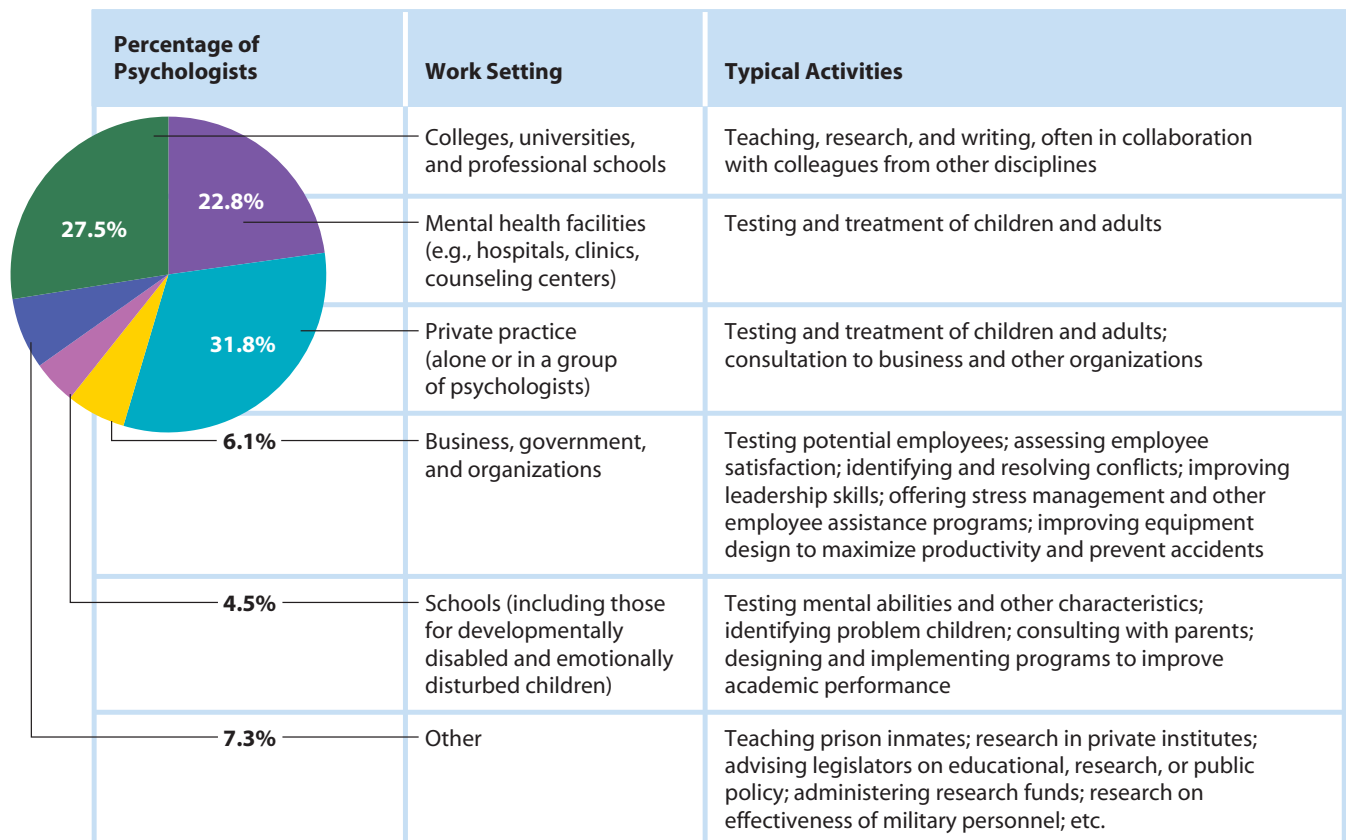 Percentage of
Psychologists
Work Setting
Typical Activities
27.5%
Colleges, universities,
and professional schools
Teaching, research, and writing, often in collaboration
with colleagues from other disciplines
22.8%
Mental health facilities
(e.g., hospitals, clinics,
counseling centers)
Testing and treatment of children and adults
31.8%
Private practice
(alone or in a group
of psychologists)
Testing and treatment of children and adults;
consultation to business and other organizations
6.1%
Business, government,
and organizations
Testing potential employees; assessing employee
satisfaction; identifying and resolving conflicts; improving
leadership skills; offering stress management and other
employee assistance programs; improving equipment
design to maximize productivity and prevent accidents
4.5%
Schools (including those
for developmentally
disabled and emotionally
disturbed children)
Testing mental abilities and other characteristics;
identifying problem children; consulting with parents;
designing and implementing programs to improve
academic performance
7.3%
Other
Teaching prison inmates; research in private institutes;
advising legislators on educational, research, or public
policy; administering research funds; research on
effectiveness of military personnel; etc.